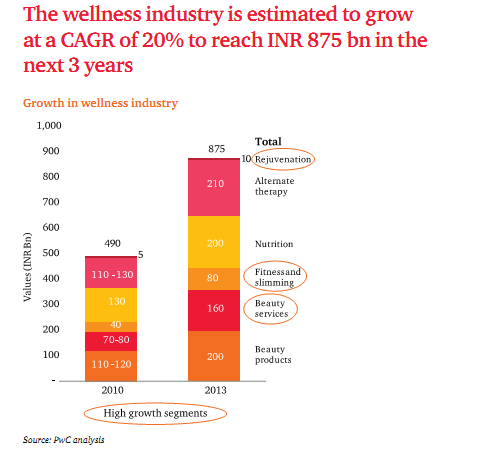 The wellness industry is estimated to grow
at a CAGR of 20% to reach INR 875 bn in the
next 3 years
Growth in wellness industry
1,000
900
800
700
600
500
400
300
200
100
-
Values (INR Bn)
490
5
110 -130
130
40
70-80
110 -120
2010
875
10
210
200
80
160
200
2013
Total
Rejuvenation
Alternate
therapy
Nutrition
Fitness and
slimming
Beauty
services
Beauty
products
High growth segments
Source: PwC analysis